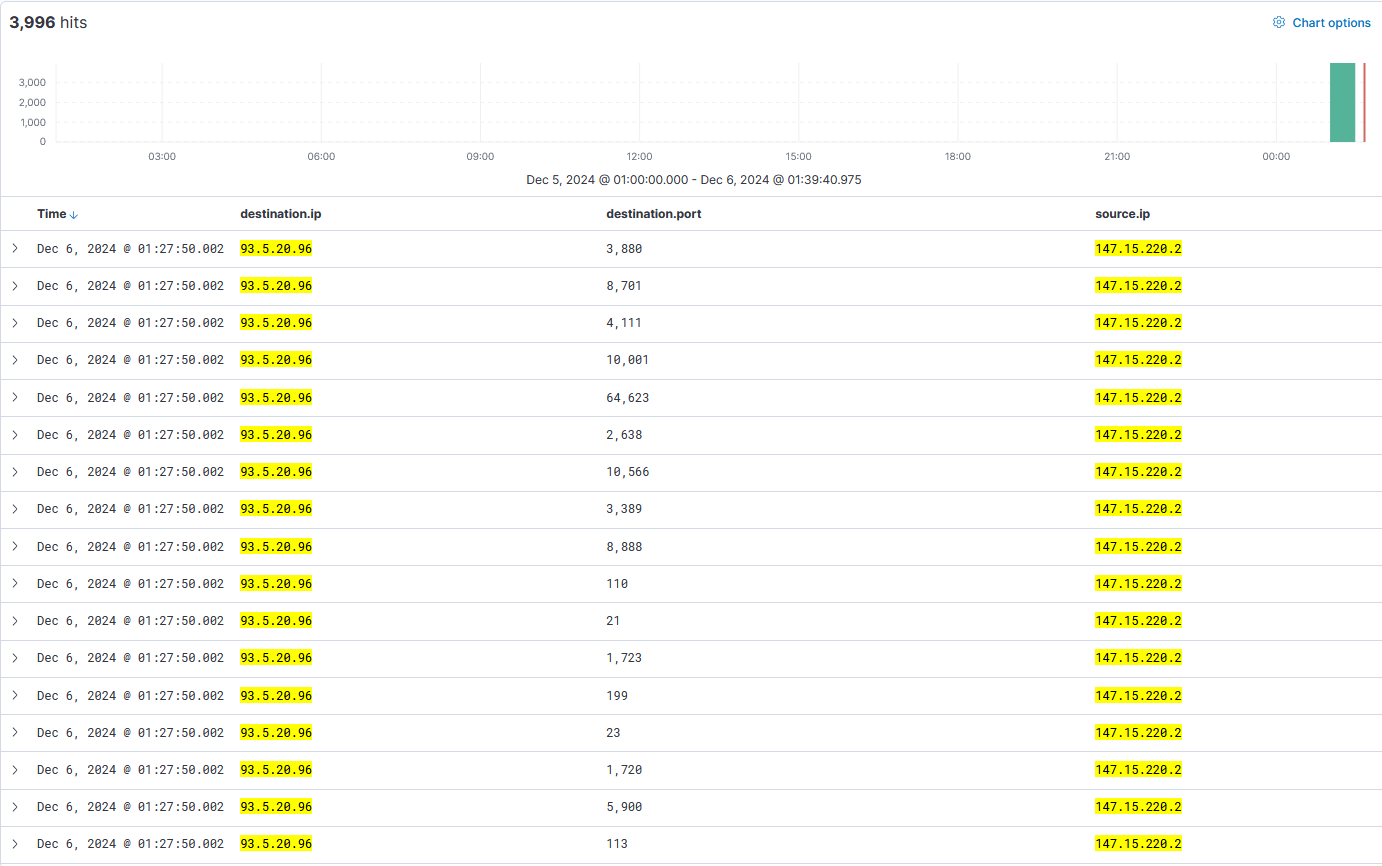 3,996 hits
Chart options
3,000
2,000
1,000
0
03:00 06:00 09:00 12:00 15:00 18:00 21:00 00:00
Dec 5, 2024 @ 01:00:00.000 - Dec 6, 2024 @ 01:39:40.975
Time destination.ip destination.port source.ip
Dec 6, 2024 @ 01:27:50.002 93.5.20.96 3,880 147.15.220.2
Dec 6, 2024 @ 01:27:50.002 93.5.20.96 8,701 147.15.220.2
Dec 6, 2024 @ 01:27:50.002 93.5.20.96 4,111 147.15.220.2
Dec 6, 2024 @ 01:27:50.002 93.5.20.96 10,001 147.15.220.2
Dec 6, 2024 @ 01:27:50.002 93.5.20.96 64,623 147.15.220.2
Dec 6, 2024 @ 01:27:50.002 93.5.20.96 2,638 147.15.220.2
Dec 6, 2024 @ 01:27:50.002 93.5.20.96 10,566 147.15.220.2
Dec 6, 2024 @ 01:27:50.002 93.5.20.96 3,389 147.15.220.2
Dec 6, 2024 @ 01:27:50.002 93.5.20.96 8,888 147.15.220.2
Dec 6, 2024 @ 01:27:50.002 93.5.20.96 110 147.15.220.2
Dec 6, 2024 @ 01:27:50.002 93.5.20.96 21 147.15.220.2
Dec 6, 2024 @ 01:27:50.002 93.5.20.96 1,723 147.15.220.2
Dec 6, 2024 @ 01:27:50.002 93.5.20.96 199 147.15.220.2
Dec 6, 2024 @ 01:27:50.002 93.5.20.96 23 147.15.220.2
Dec 6, 2024 @ 01:27:50.002 93.5.20.96 1,720 147.15.220.2
Dec 6, 2024 @ 01:27:50.002 93.5.20.96 5,900 147.15.220.2
Dec 6, 2024 @ 01:27:50.002 93.5.20.96 113 147.15.220.2